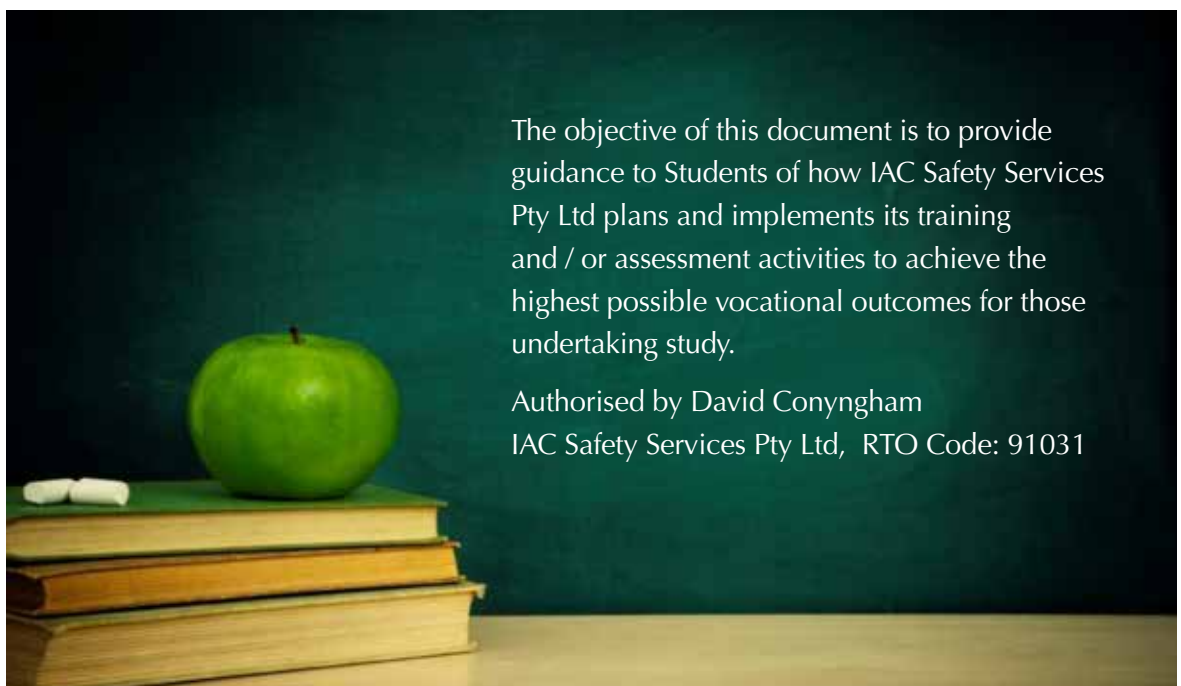 The objective of this document is to provide
guidance to Students of how IAC Safety Services
Pty Ltd plans and implements its training
and / or assessment activities to achieve the
highest possible vocational outcomes for those
undertaking study.
Authorised by David Conyngham
IAC Safety Services Pty Ltd, RTO Code: 91031